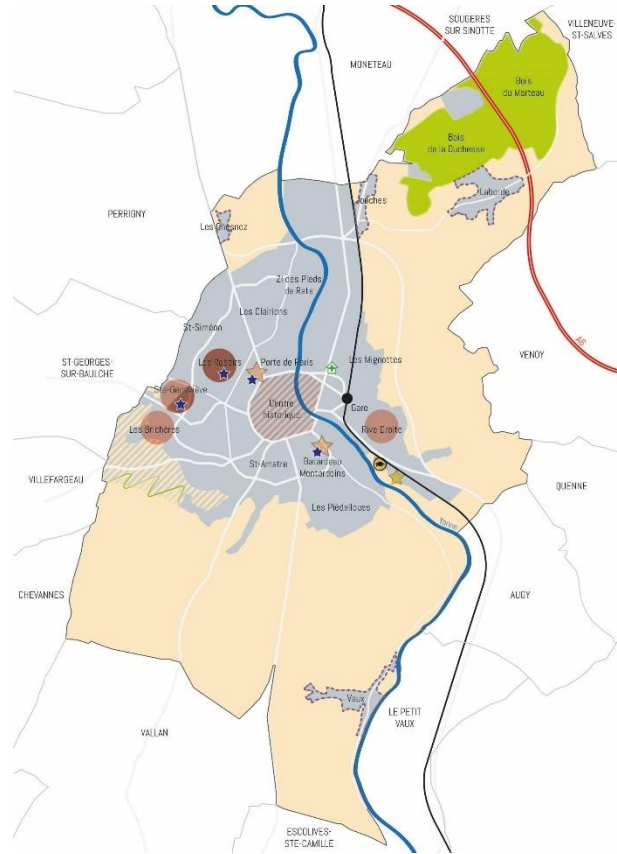 SOUGERES
SUR SINOTTE
VILLENEUVE-
ST-SALVES
MONETEAU
Bois
du Morteau
Bois
de la Duchesse
Laborde
Jonches
PERRIGNY
Les Chesnez
ZI des Pieds
de Rats
Les Clairions
St-Siméon
A6
ST-GEORGES-
SUR-BAULCHE
Les Rosoirs
Porte de Paris
Les Mignottes
VENOY
Ste-Geneviève
Centre
historique
Gare
Les Brichères
Rive Droite
St-Amatre
Batardeau
Montardoins
VILLEFARGEAU
QUENNE
Les Piédalloues
Yonne
CHEVANNES
AUGY
Vaux
LE PETIT
VAUX
VALLAN
ESCOLIVES-
STE-CAMILLE